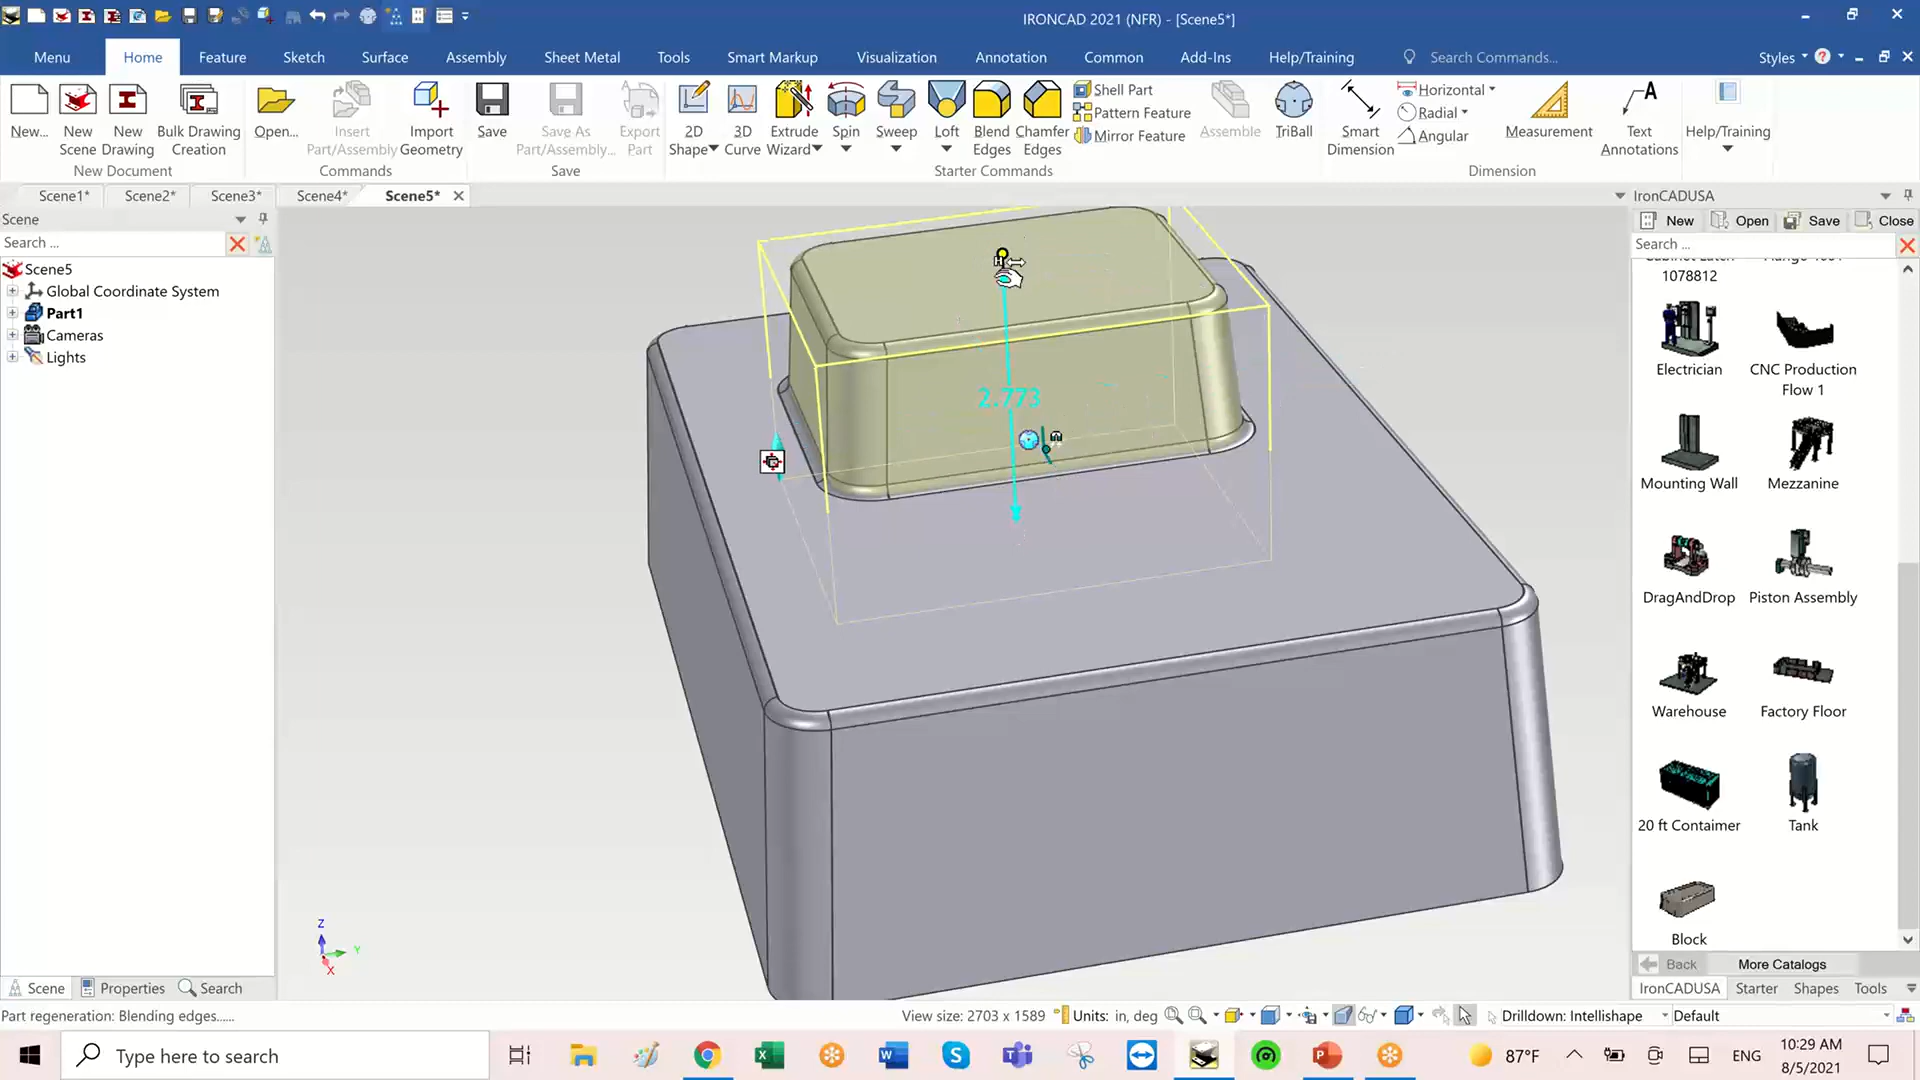 IRONCAD 2021 (NFR) - [Scene5*]
Menu Home Feature Sketch Surface Assembly Sheet Metal Tools Smart Markup Visualization Annotation Common Add-Ins Help/Training Search Commands... Styles
New... New Scene New Drawing Bulk Drawing Creation Open... Insert Part/Assembly Import Geometry Save Save As Part/Assembly... Export Part 2D Shape 3D Curve Extrude Wizard Spin Sweep Loft Blend Edges Chamfer Edges Shell Part Pattern Feature Mirror Feature Assemble TriBall Smart Dimension Horizontal Radial Angular Measurement Text Annotations Help/Training
New Document Commands Save Starter Commands Dimension
Scene1* Scene2* Scene3* Scene4* Scene5* IronCADUSA
Scene
Search ...
Scene5
Global Coordinate System
Part1
Cameras
Lights
2.773
Z
Y
X
New Open Save Close
Search ...
1078812
Electrician CNC Production Flow 1
Mounting Wall Mezzanine
DragAndDrop Piston Assembly
Warehouse Factory Floor
20 ft Contaimer Tank
Block
Back More Catalogs
Scene Properties Search IronCADUSA Starter Shapes Tools
Part regeneration: Blending edges...... View size: 2703 x 1589 Units: in, deg Drilldown: Intellishape Default
Type here to search 87°F ENG 10:29 AM
8/5/2021